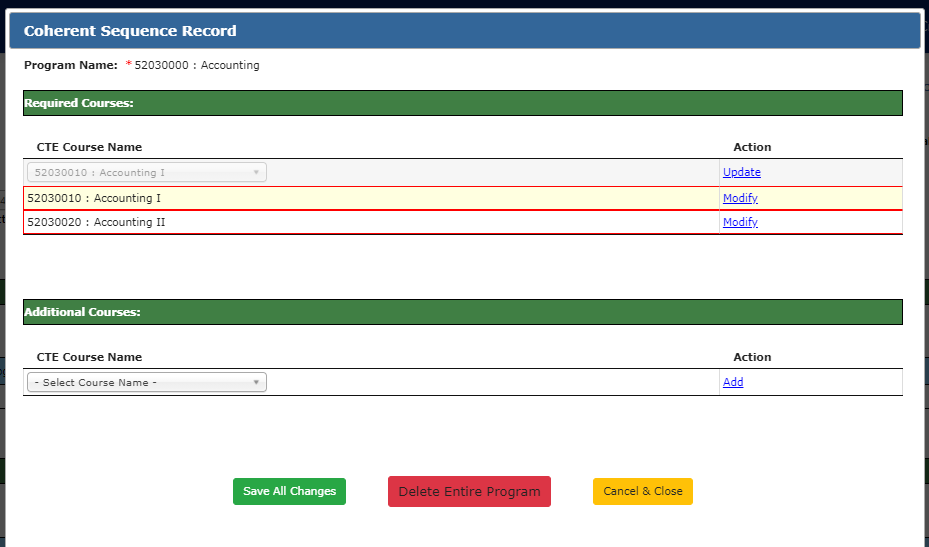 Coherent Sequence Record
Program Name: * 52030000 : Accounting
Required Courses:
CTE Course Name Action
52030010 : Accounting I Update
52030010 : Accounting I Modify
52030020 : Accounting II Modify
Additional Courses:
CTE Course Name Action
- Select Course Name - Add
Save All Changes Delete Entire Program Cancel & Close